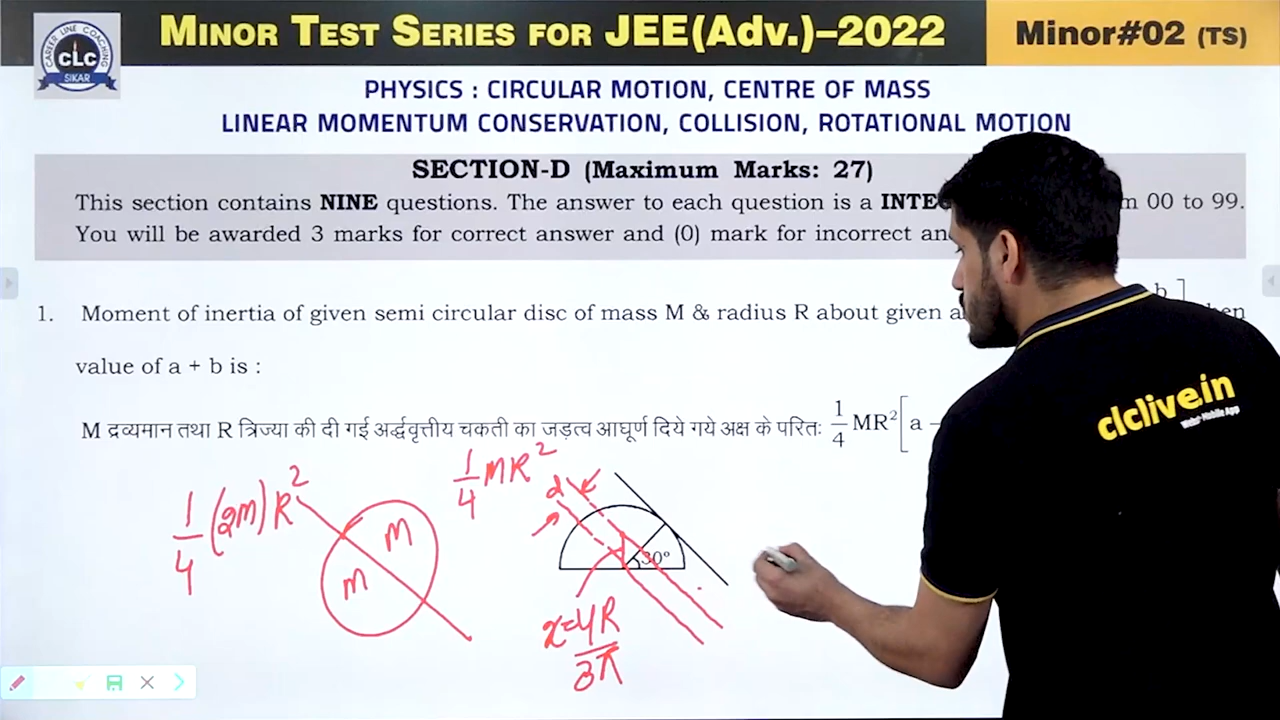 MINOR TEST SERIES FOR JEE(Adv.)–2022
Minor#02 (TS)
CAREER LINE COACHING
CLC
SIKAR
PHYSICS : CIRCULAR MOTION, CENTRE OF MASS
LINEAR MOMENTUM CONSERVATION, COLLISION, ROTATIONAL MOTION
SECTION-D (Maximum Marks: 27)
This section contains NINE questions. The answer to each question is a m 00 to 99.
You will be awarded 3 marks for correct answer and (0) mark for incorrect
1. Moment of inertia of given semi circular disc of mass M & radius R about given b ]
value of a + b is :
M द्रव्यमान तथा R त्रिज्या की दी गई अर्द्धवृत्तीय चकती का जड़त्व आघूर्ण दिये गये अक्ष के परितः 1/4 MR² [ a –
1/4 (2M) R²
M
M
1/4 MR²
d
30°
x = 4R/3π
clclive.in
Web+Mobile App